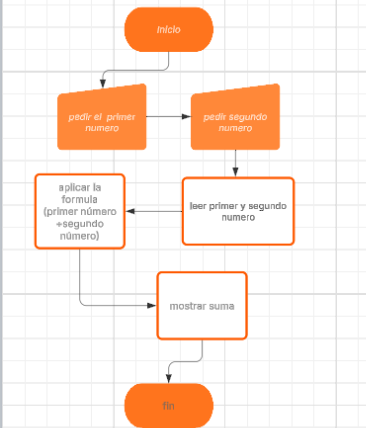 Inicio
pedir el primer
numero
pedir segundo
numero
leer primer y segundo
numero
aplicar la
formula
(primer número
+segundo
número)
mostrar suma
fin